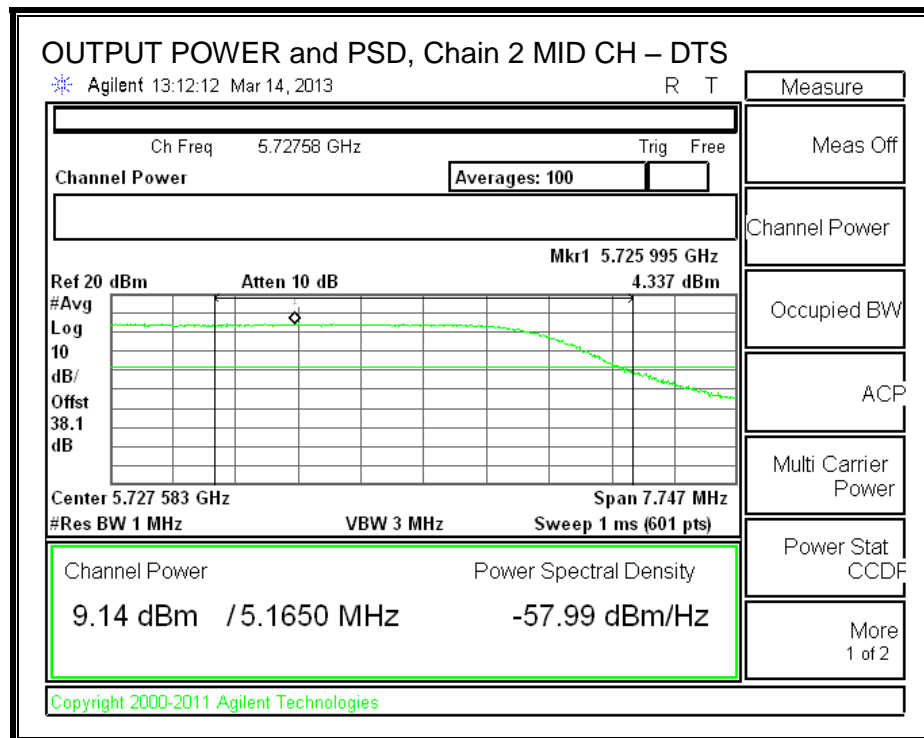 OUTPUT POWER and PSD, Chain 2 MID CH – DTS
Agilent 13:12:12 Mar 14, 2013 R T
Measure
Ch Freq 5.72758 GHz Trig Free
Meas Off
Channel Power Averages: 100
Channel Power
Mkr1 5.725 995 GHz
Ref 20 dBm Atten 10 dB 4.337 dBm
#Avg
Log
10
dB/
Offst
38.1
dB
1
Occupied BW
ACP
Center 5.727 583 GHz Span 7.747 MHz
#Res BW 1 MHz VBW 3 MHz Sweep 1 ms (601 pts)
Multi Carrier
Power
Channel Power Power Spectral Density
9.14 dBm / 5.1650 MHz -57.99 dBm/Hz
Power Stat
CCDF
More
1 of 2
Copyright 2000-2011 Agilent Technologies